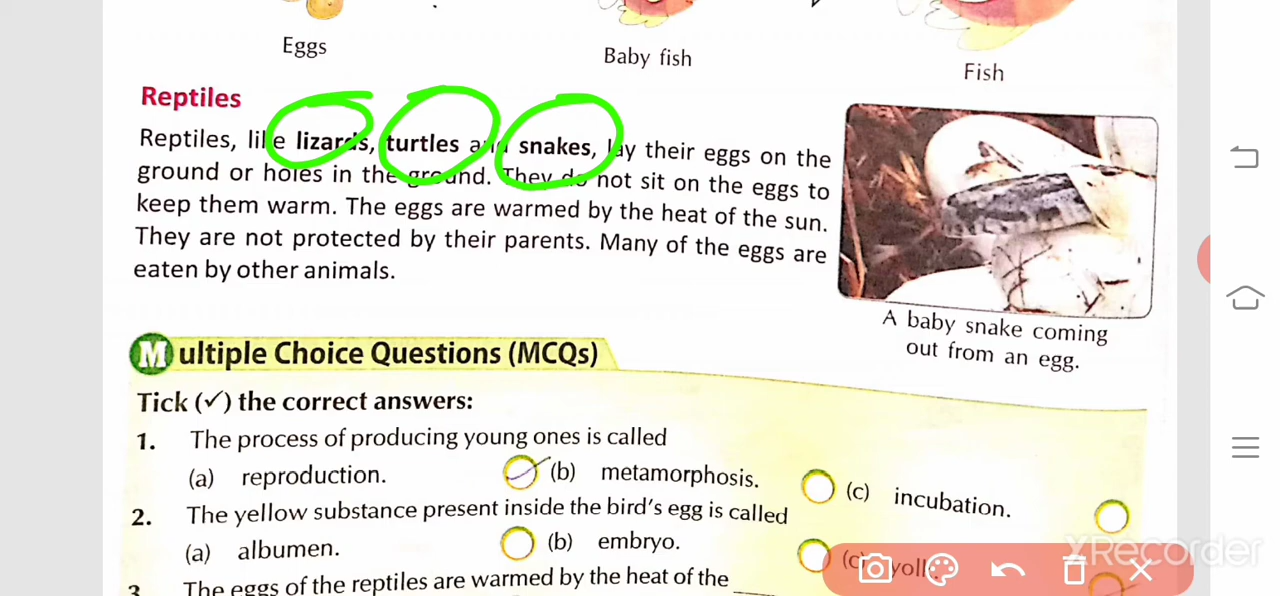 Eggs
Baby fish
Fish
Reptiles
Reptiles, like lizards, turtles and snakes, lay their eggs on the
ground or holes in the ground. They do not sit on the eggs to
keep them warm. The eggs are warmed by the heat of the sun.
They are not protected by their parents. Many of the eggs are
eaten by other animals.
A baby snake coming
out from an egg.
Multiple Choice Questions (MCQs)
Tick (✓) the correct answers:
1. The process of producing young ones is called
(a) reproduction. (b) metamorphosis. (c) incubation.
2. The yellow substance present inside the bird's egg is called
(a) albumen. (b) embryo. (c) yolk.
3. The eggs of the reptiles are warmed by the heat of the
XRecorder